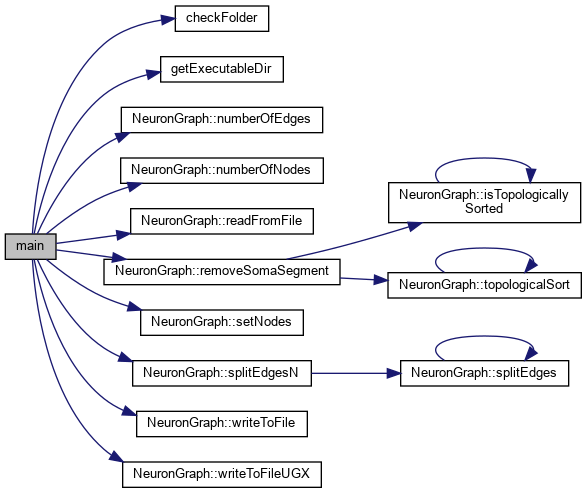 main
checkFolder
getExecutableDir
NeuronGraph::numberOfEdges
NeuronGraph::numberOfNodes
NeuronGraph::readFromFile
NeuronGraph::removeSomaSegment
NeuronGraph::setNodes
NeuronGraph::splitEdgesN
NeuronGraph::writeToFile
NeuronGraph::writeToFileUGX
NeuronGraph::isTopologically
Sorted
NeuronGraph::topologicalSort
NeuronGraph::splitEdges